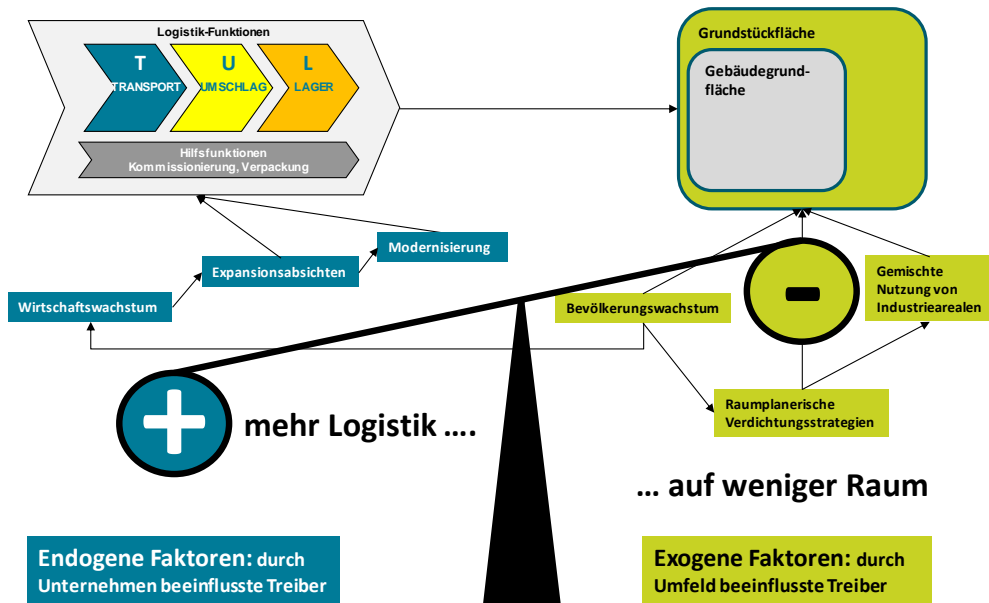 Logistik-Funktionen
T
TRANSPORT
U
UMSCHLAG
L
LAGER
Hilfsfunktionen
Kommissionierung, Verpackung
Grundstückfläche
Gebäudegrund-
fläche
Modernisierung
Expansionsabsichten
Wirtschaftswachstum
Bevölkerungswachstum
Gemischte
Nutzung von
Industriearealen
Raumplanerische
Verdichtungsstrategien
+
-
mehr Logistik ….
… auf weniger Raum
Endogene Faktoren: durch
Unternehmen beeinflusste Treiber
Exogene Faktoren: durch
Umfeld beeinflusste Treiber